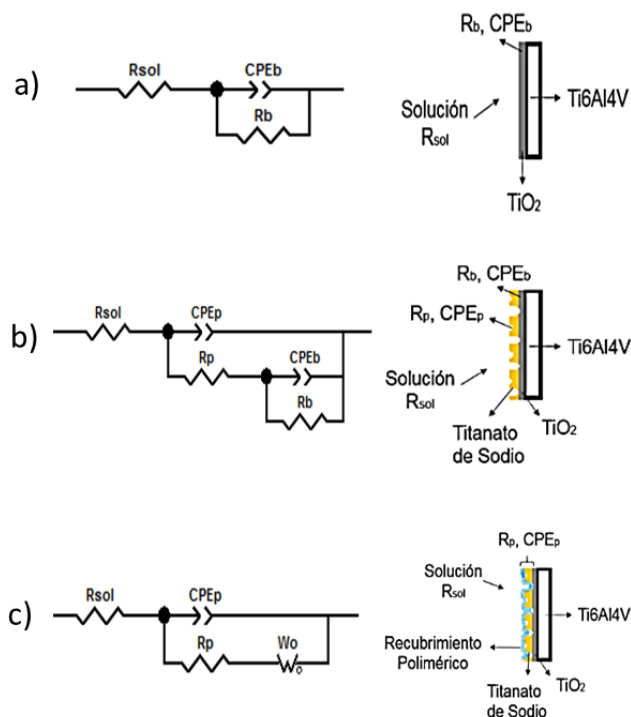 a)
Rsol
CPEb
Rb
Rb, CPEb
Solución
Rsol
Ti6Al4V
TiO2
b)
Rsol
CPEp
Rp
CPEb
Rb
Rb, CPEb
Rp, CPEp
Solución
Rsol
Ti6Al4V
Titanato
de Sodio
TiO2
c)
Rsol
CPEp
Rp
Wo
Rp, CPEp
Solución
Rsol
Ti6Al4V
Recubrimiento
Polimérico
TiO2
Titanato
de Sodio